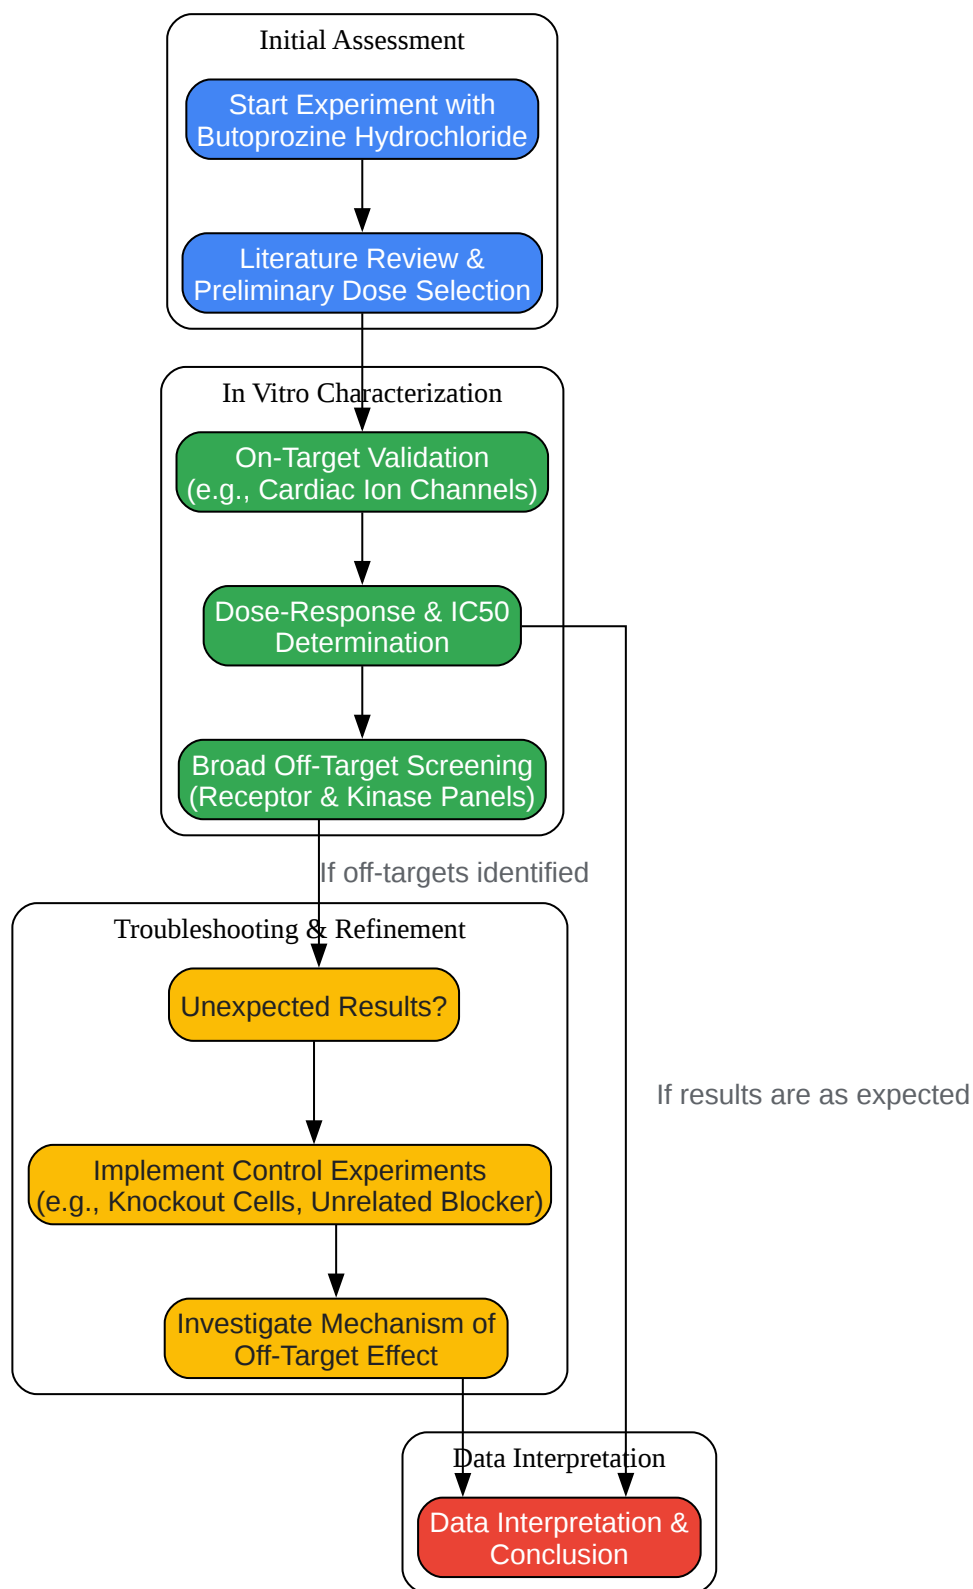 Initial Assessment
Start Experiment with
Butoprozine Hydrochloride
Literature Review &
Preliminary Dose Selection
In Vitro Characterization
On-Target Validation
(e.g., Cardiac Ion Channels)
Dose-Response & IC50
Determination
Broad Off-Target Screening
(Receptor & Kinase Panels)
If off-targets identified
Troubleshooting & Refinement
Unexpected Results?
If results are as expected
Implement Control Experiments
(e.g., Knockout Cells, Unrelated Blocker)
Investigate Mechanism of
Off-Target Effect
Data Interpretation
Data Interpretation &
Conclusion